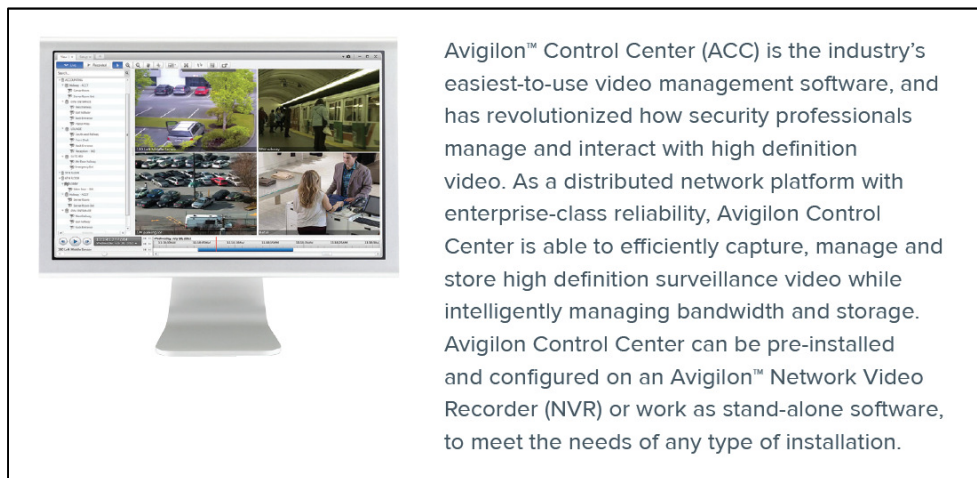 Avigilon™ Control Center (ACC) is the industry’s
easiest-to-use video management software, and
has revolutionized how security professionals
manage and interact with high definition
video. As a distributed network platform with
enterprise-class reliability, Avigilon Control
Center is able to efficiently capture, manage and
store high definition surveillance video while
intelligently managing bandwidth and storage.
Avigilon Control Center can be pre-installed
and configured on an Avigilon™ Network Video
Recorder (NVR) or work as stand-alone software,
to meet the needs of any type of installation.